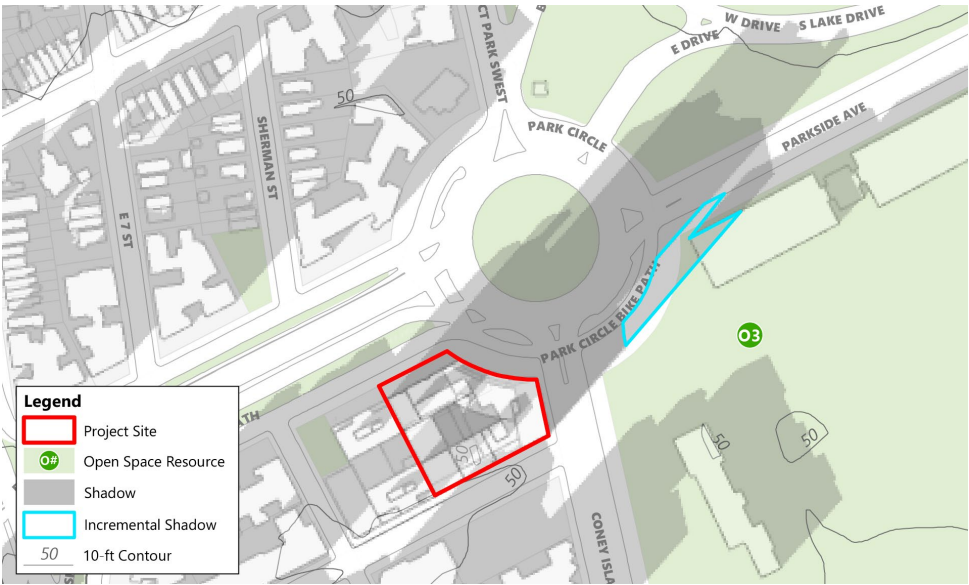 W DRIVE
S LAKE DRIVE
E DRIVE
CT PARK SWEST
50
PARK CIRCLE
PARKSIDE AVE
SHERMAN ST
E 7 ST
PARK CIRCLE BIKE PATH
O3
ATH
50
50
50
50
CONEY ISL
Legend
Project Site
O# Open Space Resource
Shadow
Incremental Shadow
50 10-ft Contour